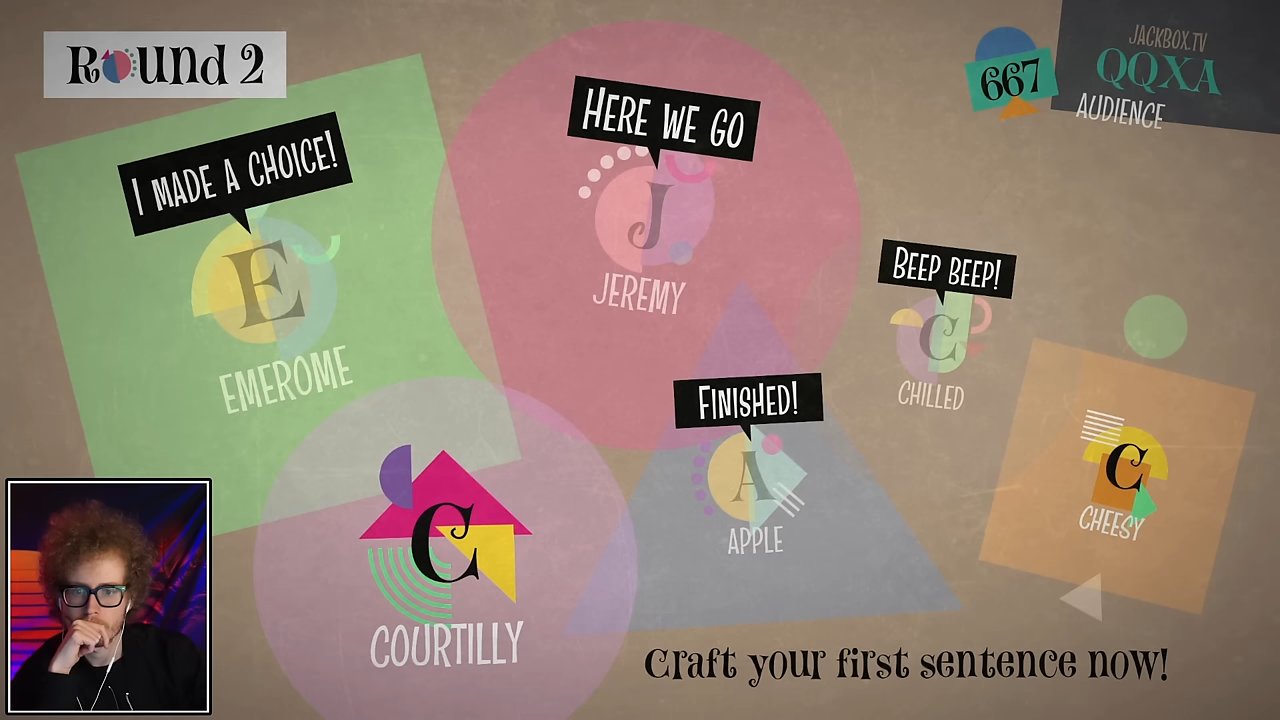 Round 2
667
JACKBOX.TV
QQXA
AUDIENCE
I MADE A CHOICE!
E
EMEROME
HERE WE GO
J
JEREMY
BEEP BEEP!
C
CHILLED
FINISHED!
A
APPLE
C
CHEESY
C
COURTILLY
Craft your first sentence now!